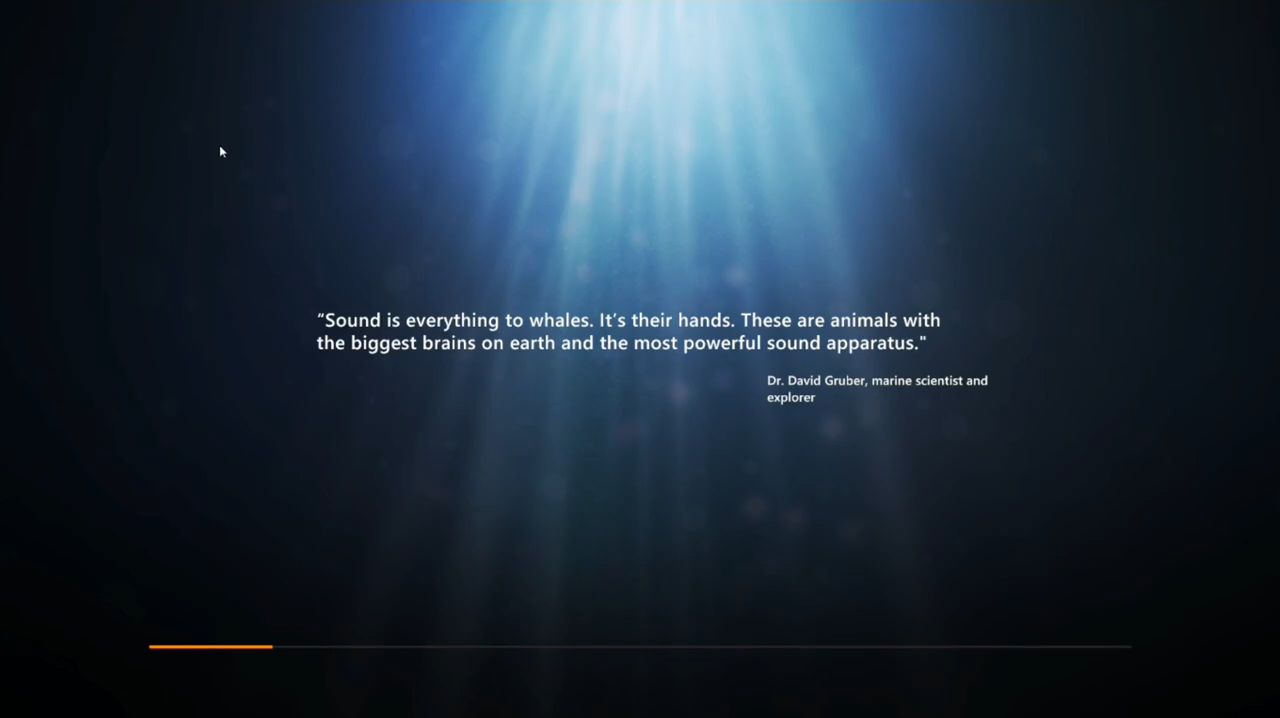 “Sound is everything to whales. It’s their hands. These are animals with
the biggest brains on earth and the most powerful sound apparatus."
Dr. David Gruber, marine scientist and
explorer